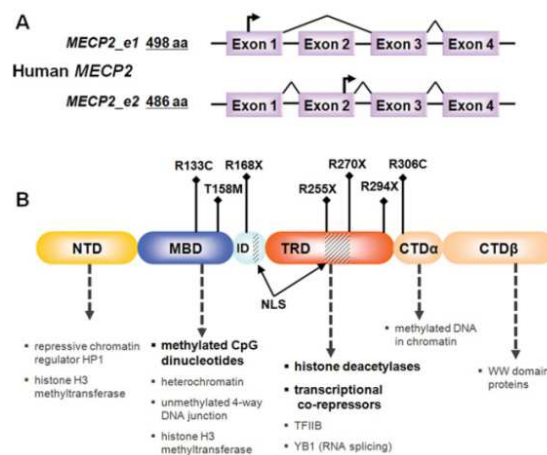 A
MECP2_e1 498 aa
Exon 1 Exon 2 Exon 3 Exon 4
Human MECP2
MECP2_e2 486 aa
Exon 1 Exon 2 Exon 3 Exon 4
B
R133C R168X R270X R306C
T158M R255X R294X
NTD MBD ID TRD CTDα CTDβ
NLS
• repressive chromatin
regulator HP1
• histone H3
methyltransferase
• methylated CpG
dinucleotides
• heterochromatin
• unmethylated 4-way
DNA junction
• histone H3
methyltransferase
• histone deacetylases
• transcriptional
co-repressors
• TFIIB
• YB1 (RNA splicing)
• methylated DNA
in chromatin
• WW domain
proteins